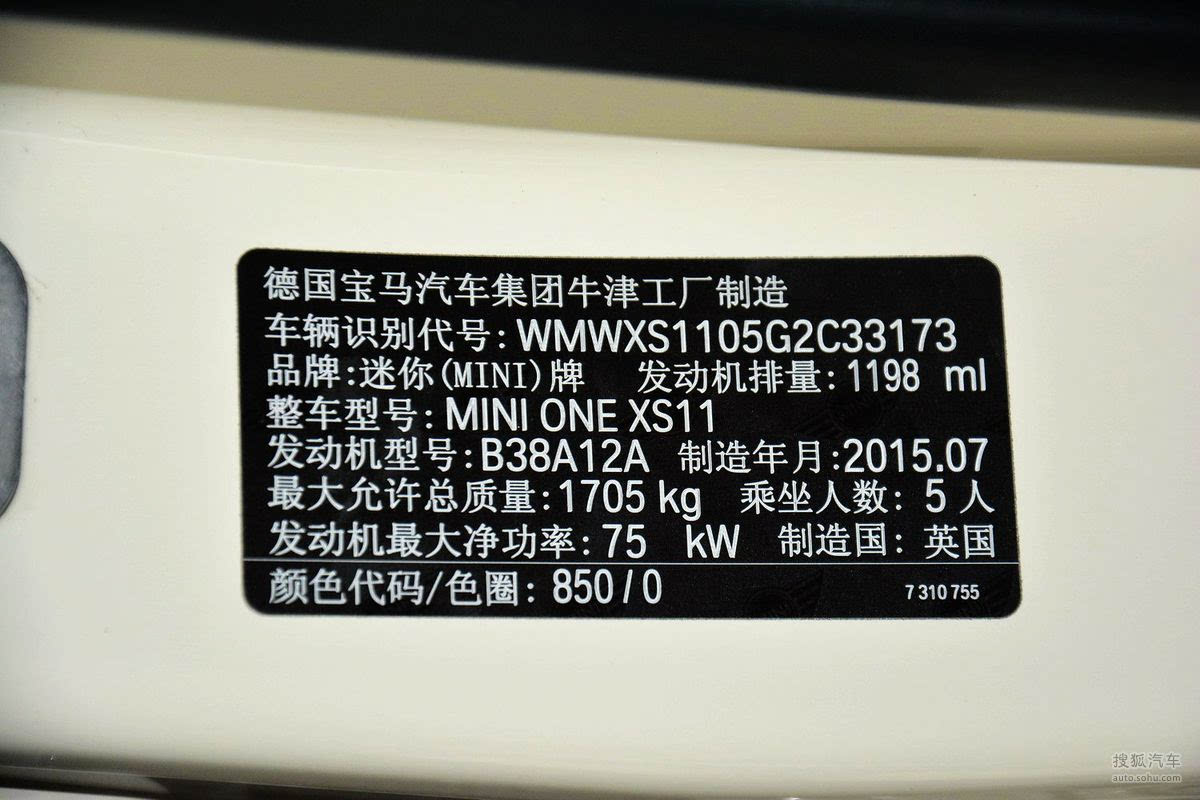 德国宝马汽车集团牛津工厂制造
车辆识别代号: WMWXS1105G2C33173
品牌:迷你(MINI)牌 发动机排量: 1198 ml
整车型号: MINI ONE XS11
发动机型号:B38A12A 制造年月:2015.07
最大允许总质量:1705 kg 乘坐人数: 5 人
发动机最大净功率: 75 kW 制造国: 英国
颜色代码/色圈: 850/0 7 310 755
搜狐汽车
auto.sohu.com